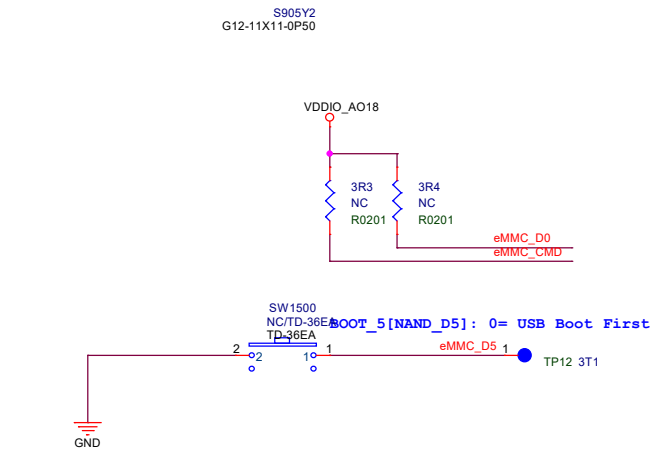 S905Y2
G12-11X11-0P50
VDDIO_AO18
3R3 3R4
NC NC
R0201 R0201
eMMC_D0
eMMC_CMD
SW1500
NC/TD-36EA BOOT_5[NAND_D5]: 0= USB Boot First
TD-36EA
2 2 1 1 eMMC_D5 1
TP12 3T1
GND